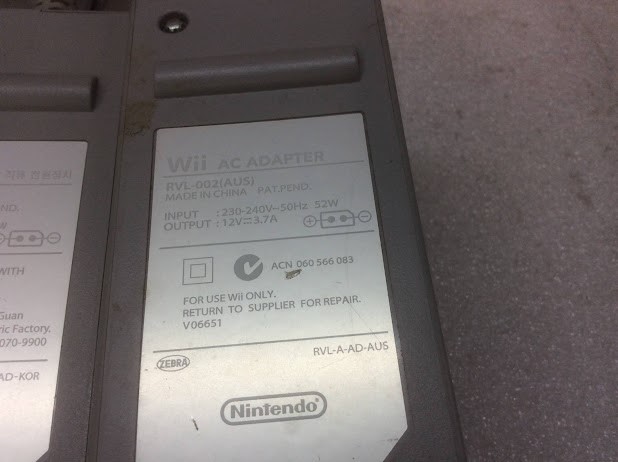 Wii AC ADAPTER
RVL-002(AUS)
MADE IN CHINA PAT.PEND.
INPUT : 230-240V~50Hz 52W
OUTPUT : 12V⎓3.7A
ACN 060 566 083
FOR USE Wii ONLY.
RETURN TO SUPPLIER FOR REPAIR.
V06651
ZEBRA
RVL-A-AD-AUS
Nintendo
ND.
WITH
Guan
ric Factory.
070-9900
AD-KOR